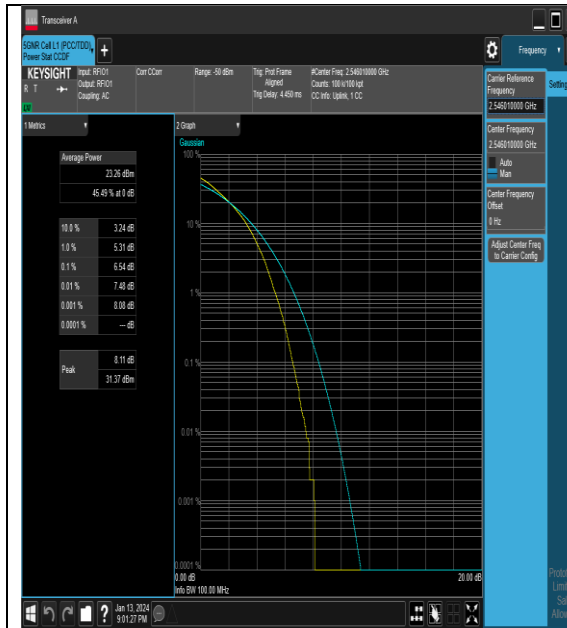 Transceiver A
5GNR Cell L1 (PCC/TDD),
Power Stat CCDF
Frequency
KEYSIGHT
R T
Input: RFIO1
Output: RFIO1
Coupling: AC
Corr CCorr
Range: -50 dBm
Trig: Prot Frame
Aligned
Trig Delay: 4.450 ms
#Center Freq: 2.546010000 GHz
Counts: 100 k/100 kpt
CC Info: Uplink, 1 CC
Carrier Reference
Frequency
2.546010000 GHz
Setting
Center Frequency
2.546010000 GHz
Auto
Man
Center Frequency
Offset
0 Hz
Adjust Center Freq
to Carrier Config
1 Metrics
Average Power
23.26 dBm
45.49 % at 0 dB
10.0 % 3.24 dB
1.0 % 5.31 dB
0.1 % 6.54 dB
0.01 % 7.48 dB
0.001 % 8.08 dB
0.0001 % --- dB
Peak
8.11 dB
31.37 dBm
2 Graph
Gaussian
100 %
10 %
1 %
0.1 %
0.01 %
0.001 %
0.0001 %
0.00 dB
20.00 dB
Info BW 100.00 MHz
Jan 13, 2024
9:01:27 PM